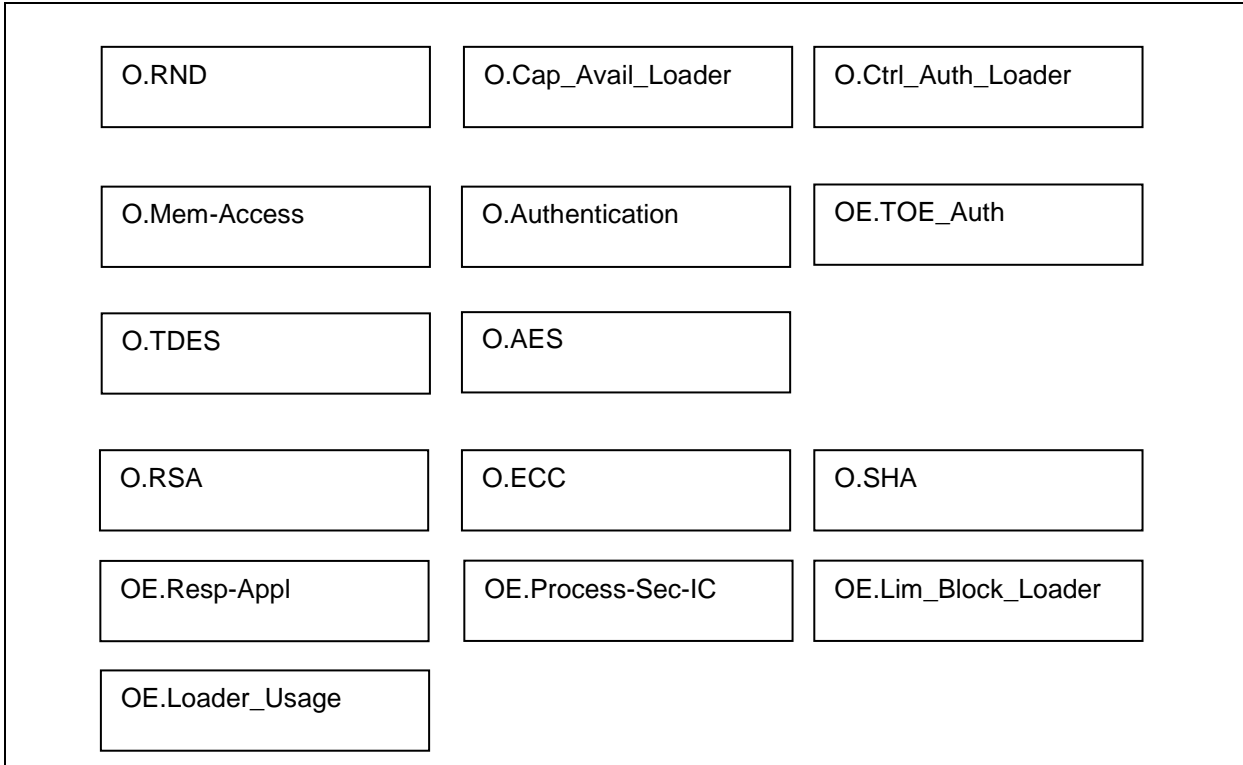 O.RND
O.Cap_Avail_Loader
O.Ctrl_Auth_Loader
O.Mem-Access
O.Authentication
OE.TOE_Auth
O.TDES
O.AES
O.RSA
O.ECC
O.SHA
OE.Resp-Appl
OE.Process-Sec-IC
OE.Lim_Block_Loader
OE.Loader_Usage